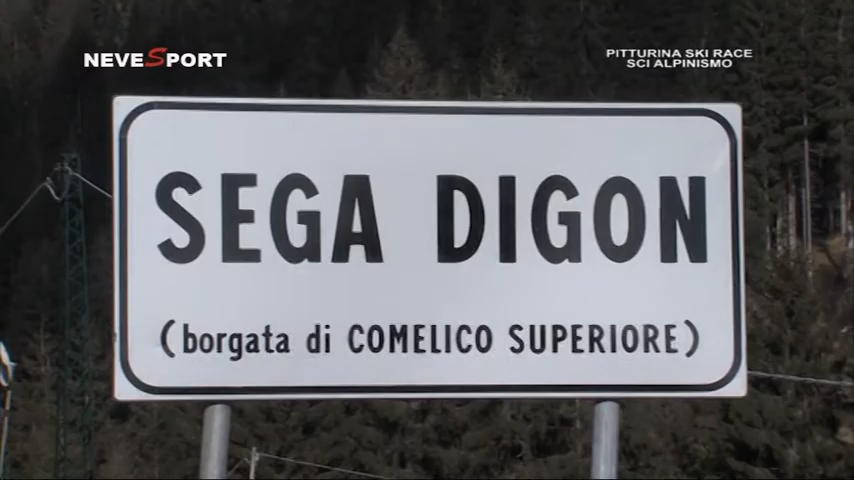 NEVESPORT
PITTURINA SKI RACE
SCI ALPINISMO
SEGA DIGON
(borgata di COMELICO SUPERIORE)